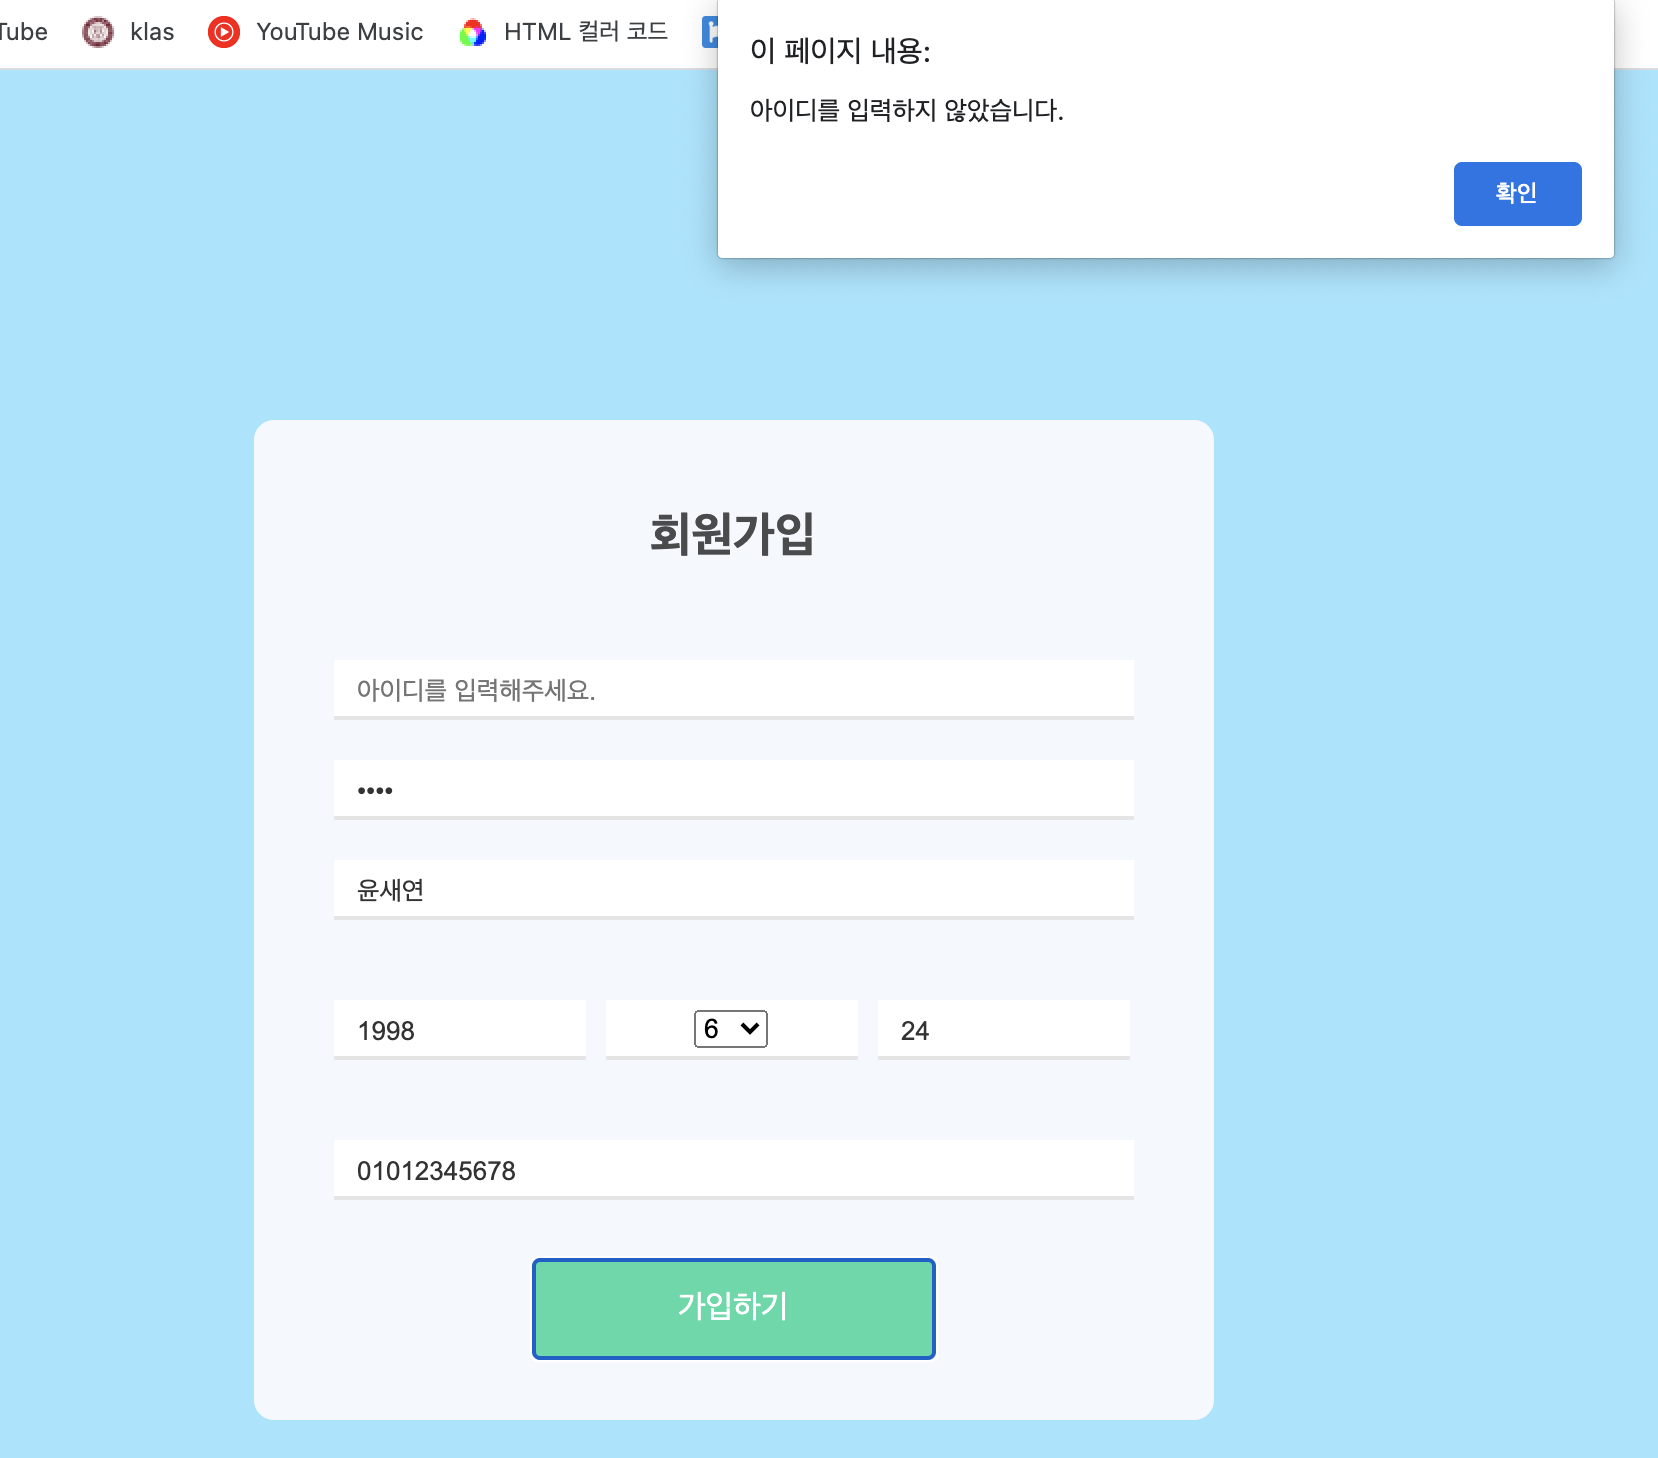 Tube klas YouTube Music HTML 컬러 코드
이 페이지 내용:
아이디를 입력하지 않았습니다.
확인
회원가입
아이디를 입력해주세요.
••••
윤새연
1998 6 24
01012345678
가입하기